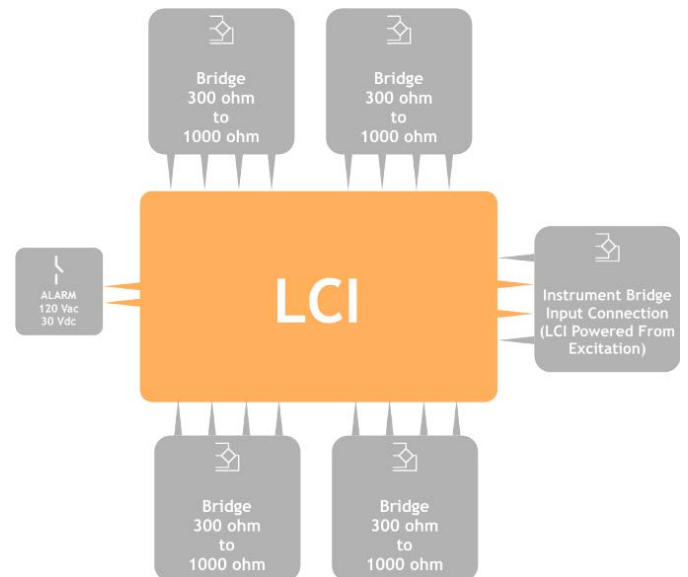 Bridge
300 ohm
to
1000 ohm
Bridge
300 ohm
to
1000 ohm
ALARM
120 Vac
30 Vdc
LCI
Instrument Bridge
Input Connection
(LCI Powered From
Excitation)
Bridge
300 ohm
to
1000 ohm
Bridge
300 ohm
to
1000 ohm